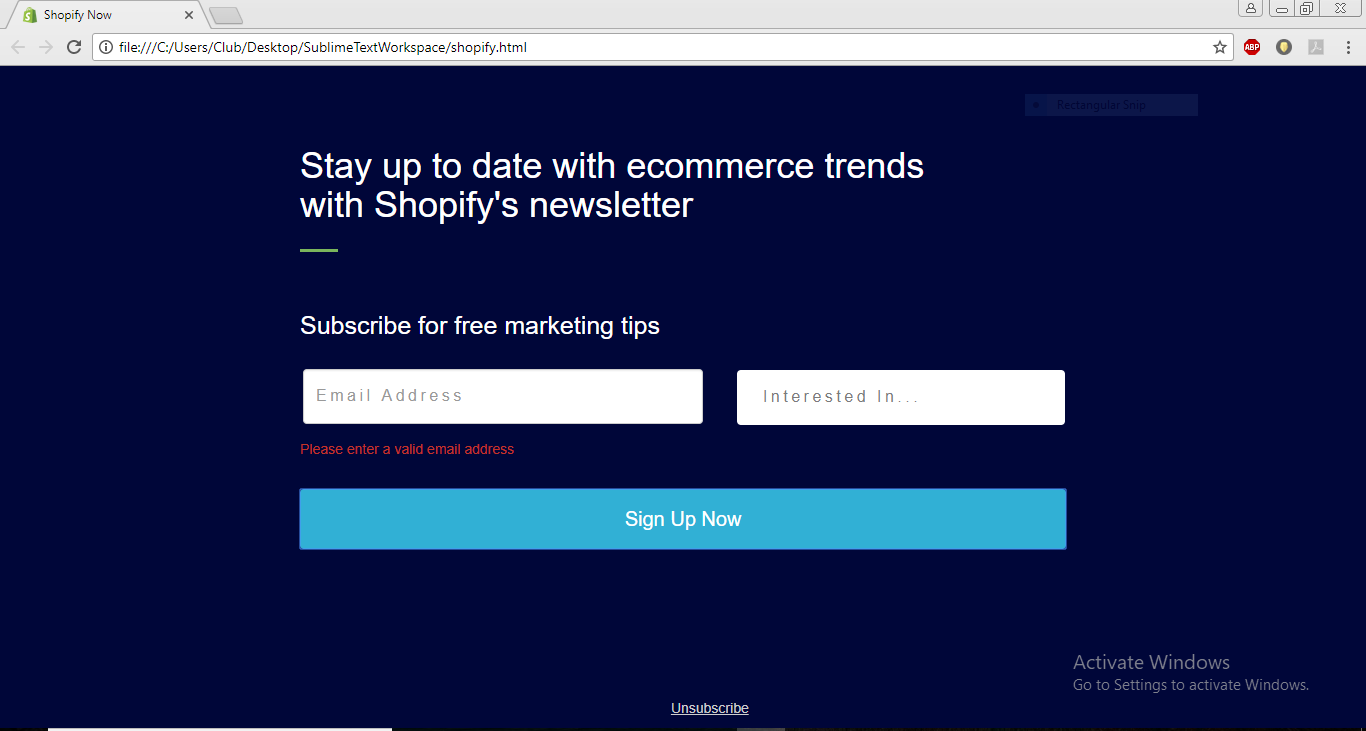 Shopify Now
file:///C:/Users/Club/Desktop/SublimeTextWorkspace/shopify.html
ABP
Rectangular Snip
Stay up to date with ecommerce trends
with Shopify's newsletter
Subscribe for free marketing tips
Email Address
Interested In...
Please enter a valid email address
Sign Up Now
Activate Windows
Go to Settings to activate Windows.
Unsubscribe